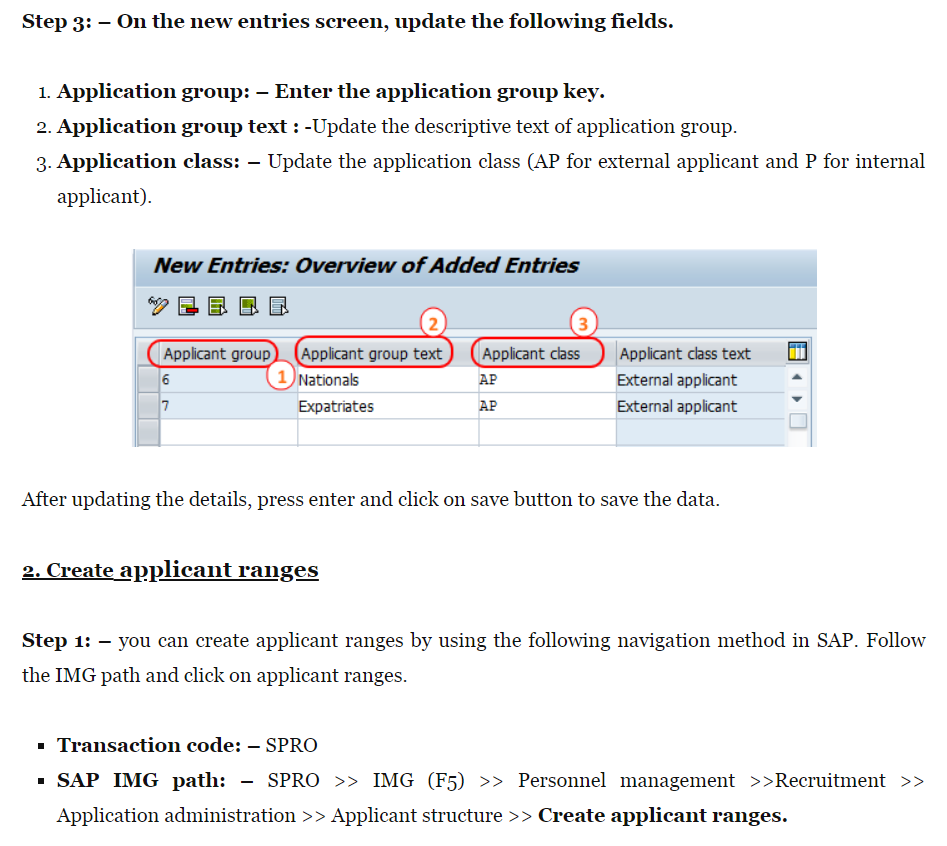 Step 3: – On the new entries screen, update the following fields.
1. Application group: – Enter the application group key.
2. Application group text : -Update the descriptive text of application group.
3. Application class: – Update the application class (AP for external applicant and P for internal
applicant).
New Entries: Overview of Added Entries
2 3
Applicant group Applicant group text Applicant class Applicant class text
1
6 Nationals AP External applicant
7 Expatriates AP External applicant
After updating the details, press enter and click on save button to save the data.
2. Create applicant ranges
Step 1: – you can create applicant ranges by using the following navigation method in SAP. Follow
the IMG path and click on applicant ranges.
▪ Transaction code: – SPRO
▪ SAP IMG path: – SPRO >> IMG (F5) >> Personnel management >>Recruitment >>
Application administration >> Applicant structure >> Create applicant ranges.